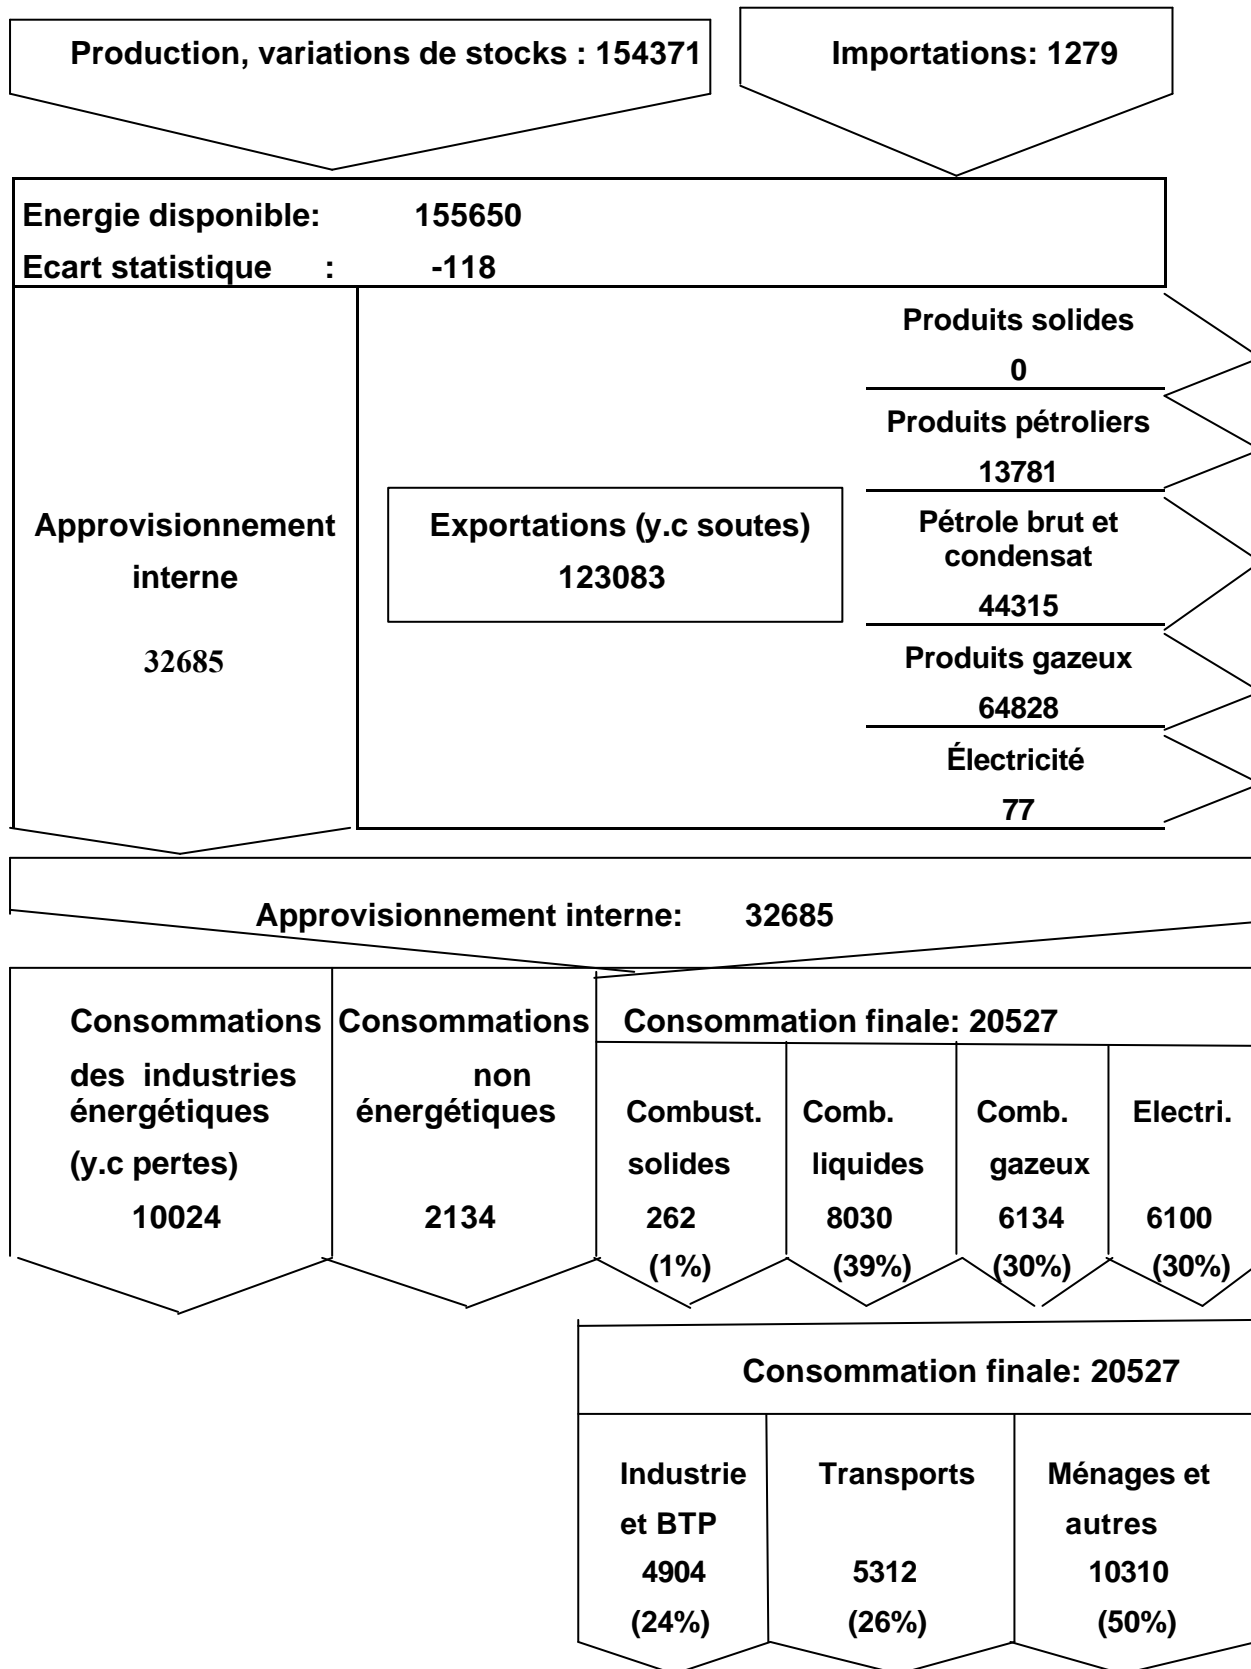 Production, variations de stocks : 154371
Importations: 1279
Energie disponible: 155650
Ecart statistique : -118
Approvisionnement
interne
32685
Exportations (y.c soutes)
123083
Produits solides
0
Produits pétroliers
13781
Pétrole brut et
condensat
44315
Produits gazeux
64828
Électricité
77
Approvisionnement interne: 32685
Consommations
des industries
énergétiques
(y.c pertes)
10024
Consommations
non
énergétiques
2134
Consommation finale: 20527
Combust.
solides
262
(1%)
Comb.
liquides
8030
(39%)
Comb.
gazeux
6134
(30%)
Electri.
6100
(30%)
Consommation finale: 20527
Industrie
et BTP
4904
(24%)
Transports
5312
(26%)
Ménages et
autres
10310
(50%)